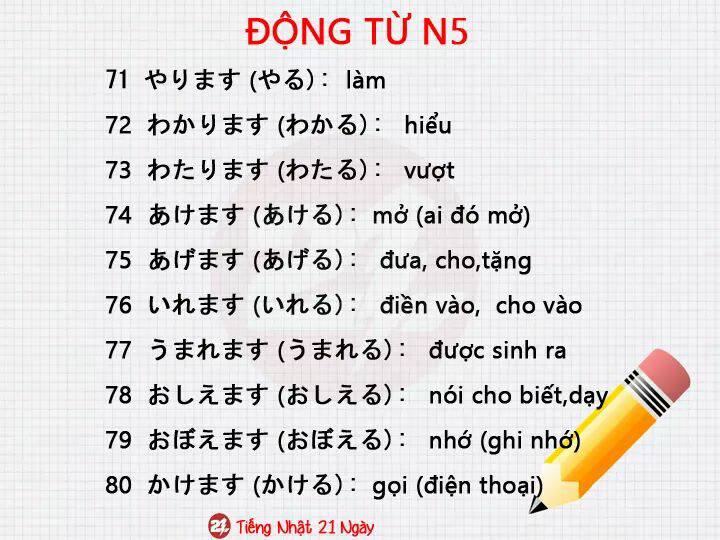 ĐỘNG TỪ N5
71 やります (やる) : làm
72 わかります (わかる) : hiểu
73 わたります (わたる) : vượt
74 あけます (あける) : mở (ai đó mở)
75 あげます (あげる) : đưa, cho,tặng
76 いれます (いれる) : điền vào, cho vào
77 うまれます (うまれる) : được sinh ra
78 おしえます (おしえる) : nói cho biết,dạy
79 おぼえます (おぼえる) : nhớ (ghi nhớ)
80 かけます (かける) : gọi (điện thoại)
21 Tiếng Nhật 21 Ngày